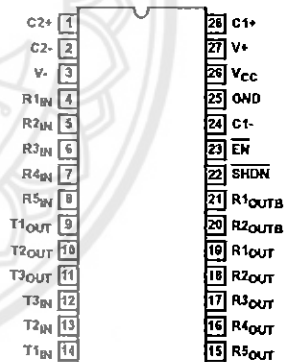 C2+ 1
C2- 2
V- 3
R1IN 4
R2IN 5
R3IN 6
R4IN 7
R5IN 8
T1OUT 9
T2OUT 10
T3OUT 11
T3IN 12
T2IN 13
T1IN 14
28 C1+
27 V+
26 VCC
25 GND
24 C1-
23 EN
22 SHDN
21 R1OUTB
20 R2OUTB
19 R1OUT
18 R2OUT
17 R3OUT
16 R4OUT
15 R5OUT